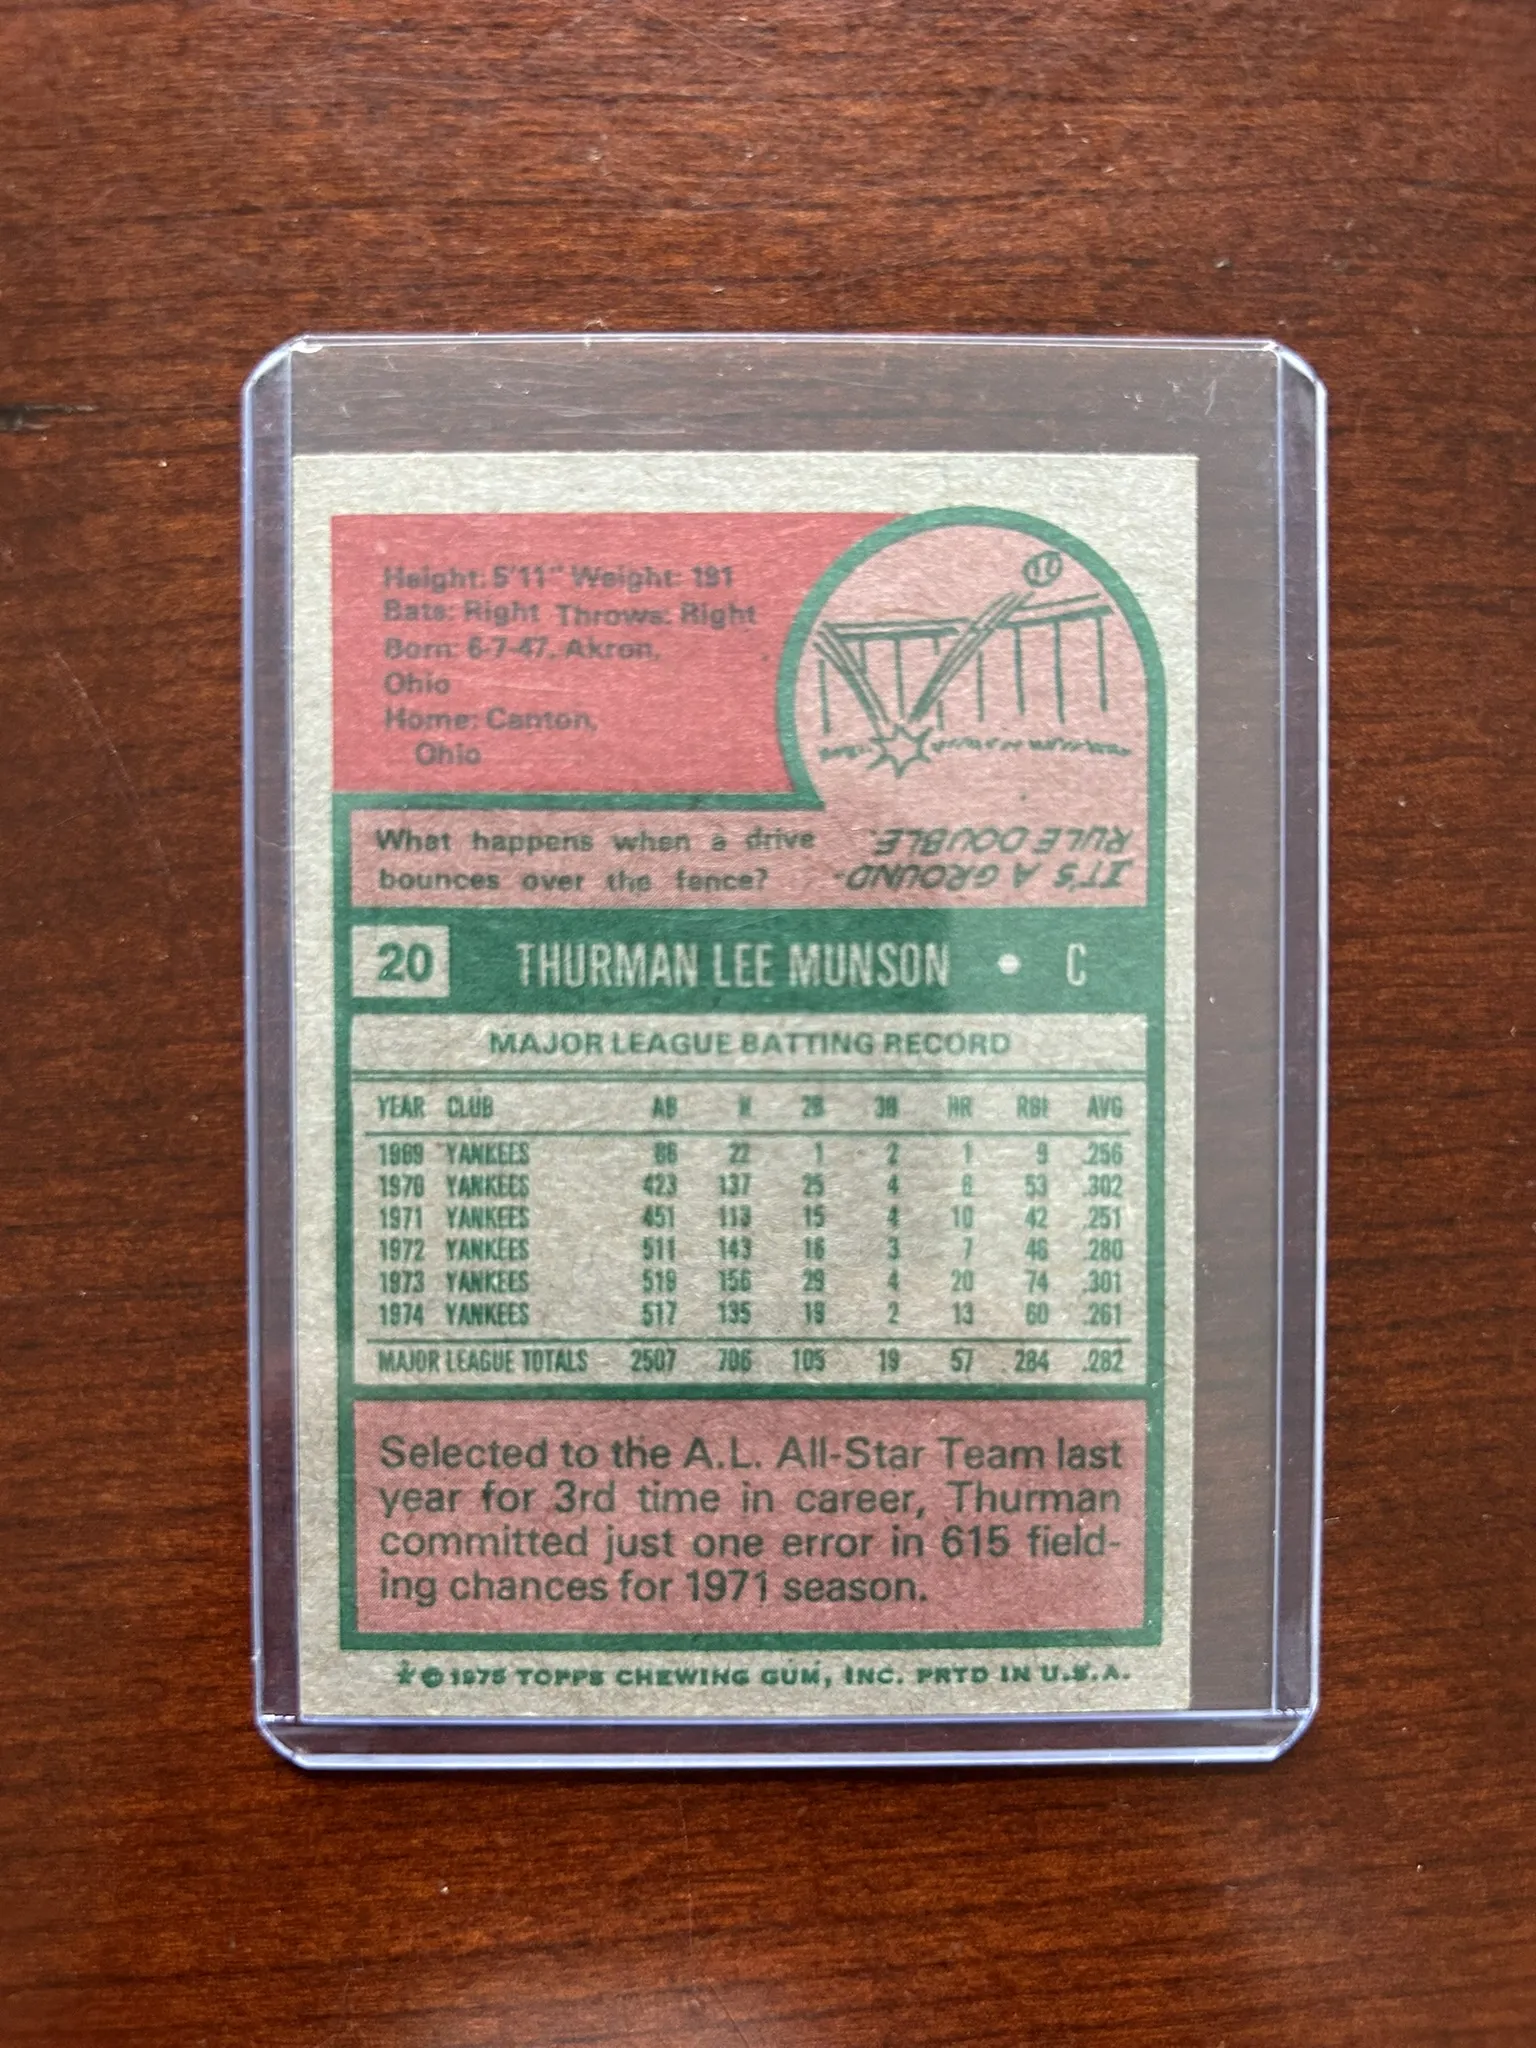 Height: 5'11" Weight: 191
Bats: Right Throws: Right
Born: 6-7-47, Akron,
Ohio
Home: Canton,
Ohio
What happens when a drive
bounces over the fence?
IT'S A GROUND-
RULE DOUBLE.
20 THURMAN LEE MUNSON • C
MAJOR LEAGUE BATTING RECORD
YEAR CLUB AB H 2B 3B HR RBI AVG
1969 YANKEES 86 22 1 2 1 9 .256
1970 YANKEES 423 137 25 4 6 53 .302
1971 YANKEES 451 113 15 4 10 42 .251
1972 YANKEES 511 143 16 3 7 46 .280
1973 YANKEES 519 156 29 4 20 74 .301
1974 YANKEES 517 135 19 2 13 60 .261
MAJOR LEAGUE TOTALS 2507 706 105 19 57 284 .282
Selected to the A.L. All-Star Team last
year for 3rd time in career, Thurman
committed just one error in 615 field-
ing chances for 1971 season.
* © 1975 TOPPS CHEWING GUM, INC. PRTD IN U.S.A.